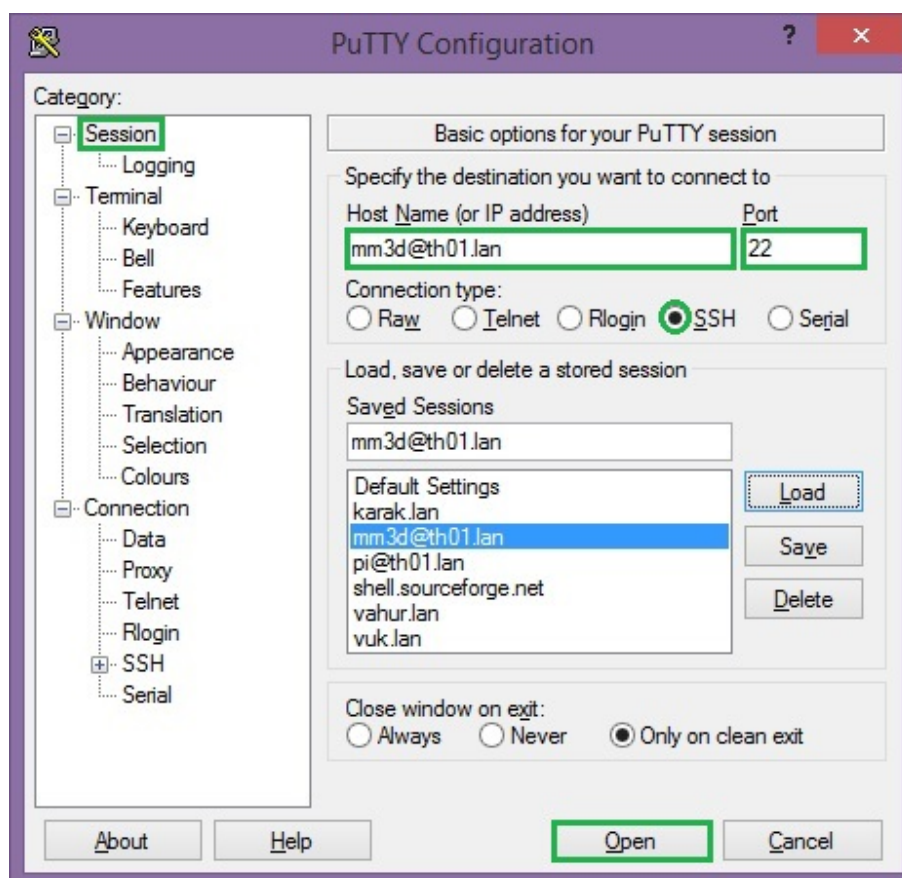 PuTTY Configuration
?
×
Category:
Session
Logging
Terminal
Keyboard
Bell
Features
Window
Appearance
Behaviour
Translation
Selection
Colours
Connection
Data
Proxy
Telnet
Rlogin
SSH
Serial
Basic options for your PuTTY session
Specify the destination you want to connect to
Host Name (or IP address) Port
mm3d@th01.lan 22
Connection type:
Raw Telnet Rlogin SSH Serial
Load, save or delete a stored session
Saved Sessions
mm3d@th01.lan
Default Settings
karak.lan
mm3d@th01.lan
pi@th01.lan
shell.sourceforge.net
vahur.lan
vuk.lan
Load
Save
Delete
Close window on exit:
Always Never Only on clean exit
About Help Open Cancel